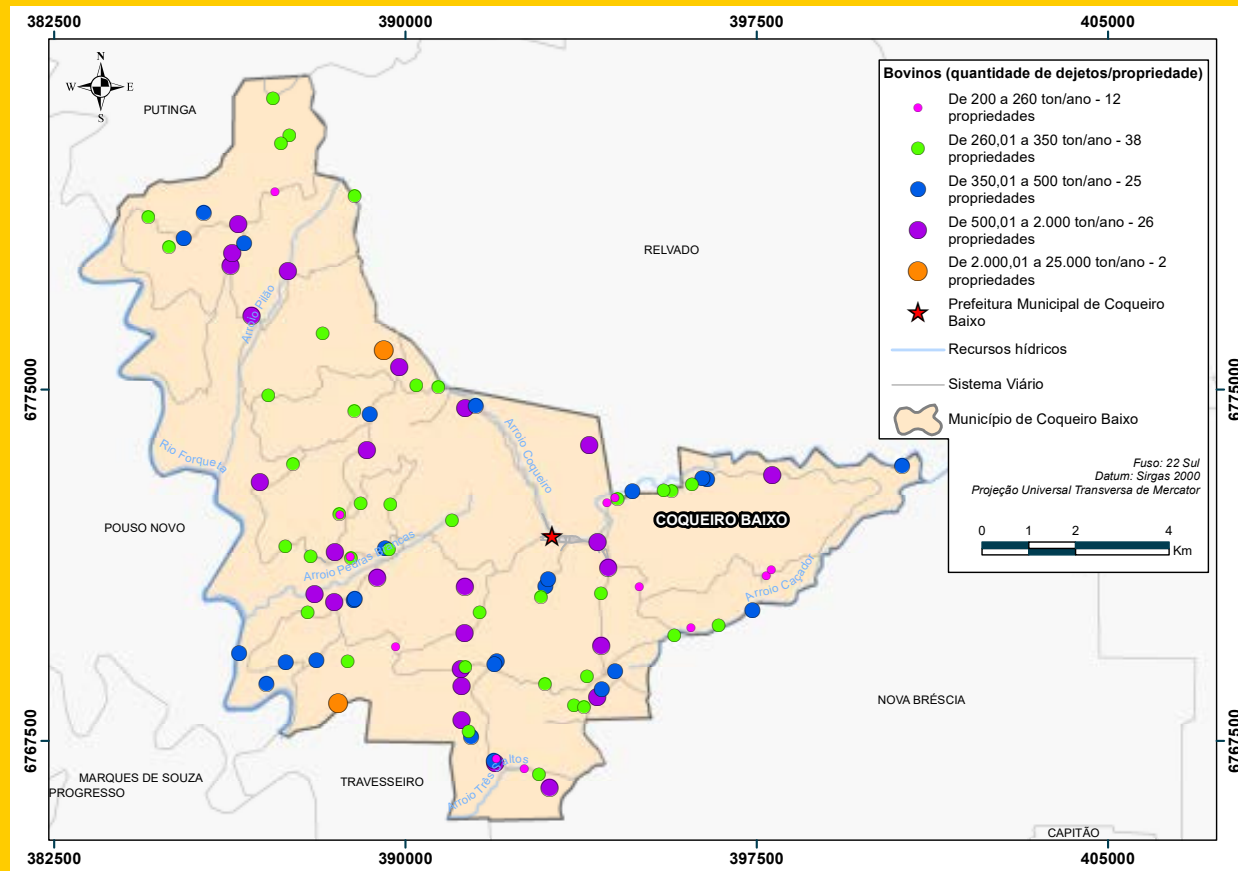 382500
390000
397500
405000
N
W
E
S
PUTINGA
RELVADO
Bovinos (quantidade de dejetos/propriedade)
De 200 a 260 ton/ano - 12
propriedades
De 260,01 a 350 ton/ano - 38
propriedades
De 350,01 a 500 ton/ano - 25
propriedades
De 500,01 a 2.000 ton/ano - 26
propriedades
De 2.000,01 a 25.000 ton/ano - 2
propriedades
Prefeitura Municipal de Coqueiro
Baixo
Recursos hídricos
Sistema Viário
Município de Coqueiro Baixo
Fuso: 22 Sul
Datum: Sirgas 2000
Projeção Universal Transversa de Mercator
0 1 2 4
Km
6775000
6775000
Arroio Pilão
Rio Forqueta
Arroio Coqueiro
POUSO NOVO
COQUEIRO BAIXO
Arroio Pedras Brancas
Arroio Caçador
NOVA BRÉSCIA
6767500
6767500
MARQUES DE SOUZA
PROGRESSO
TRAVESSEIRO
Arroio Três Saltos
CAPITÃO
382500
390000
397500
405000